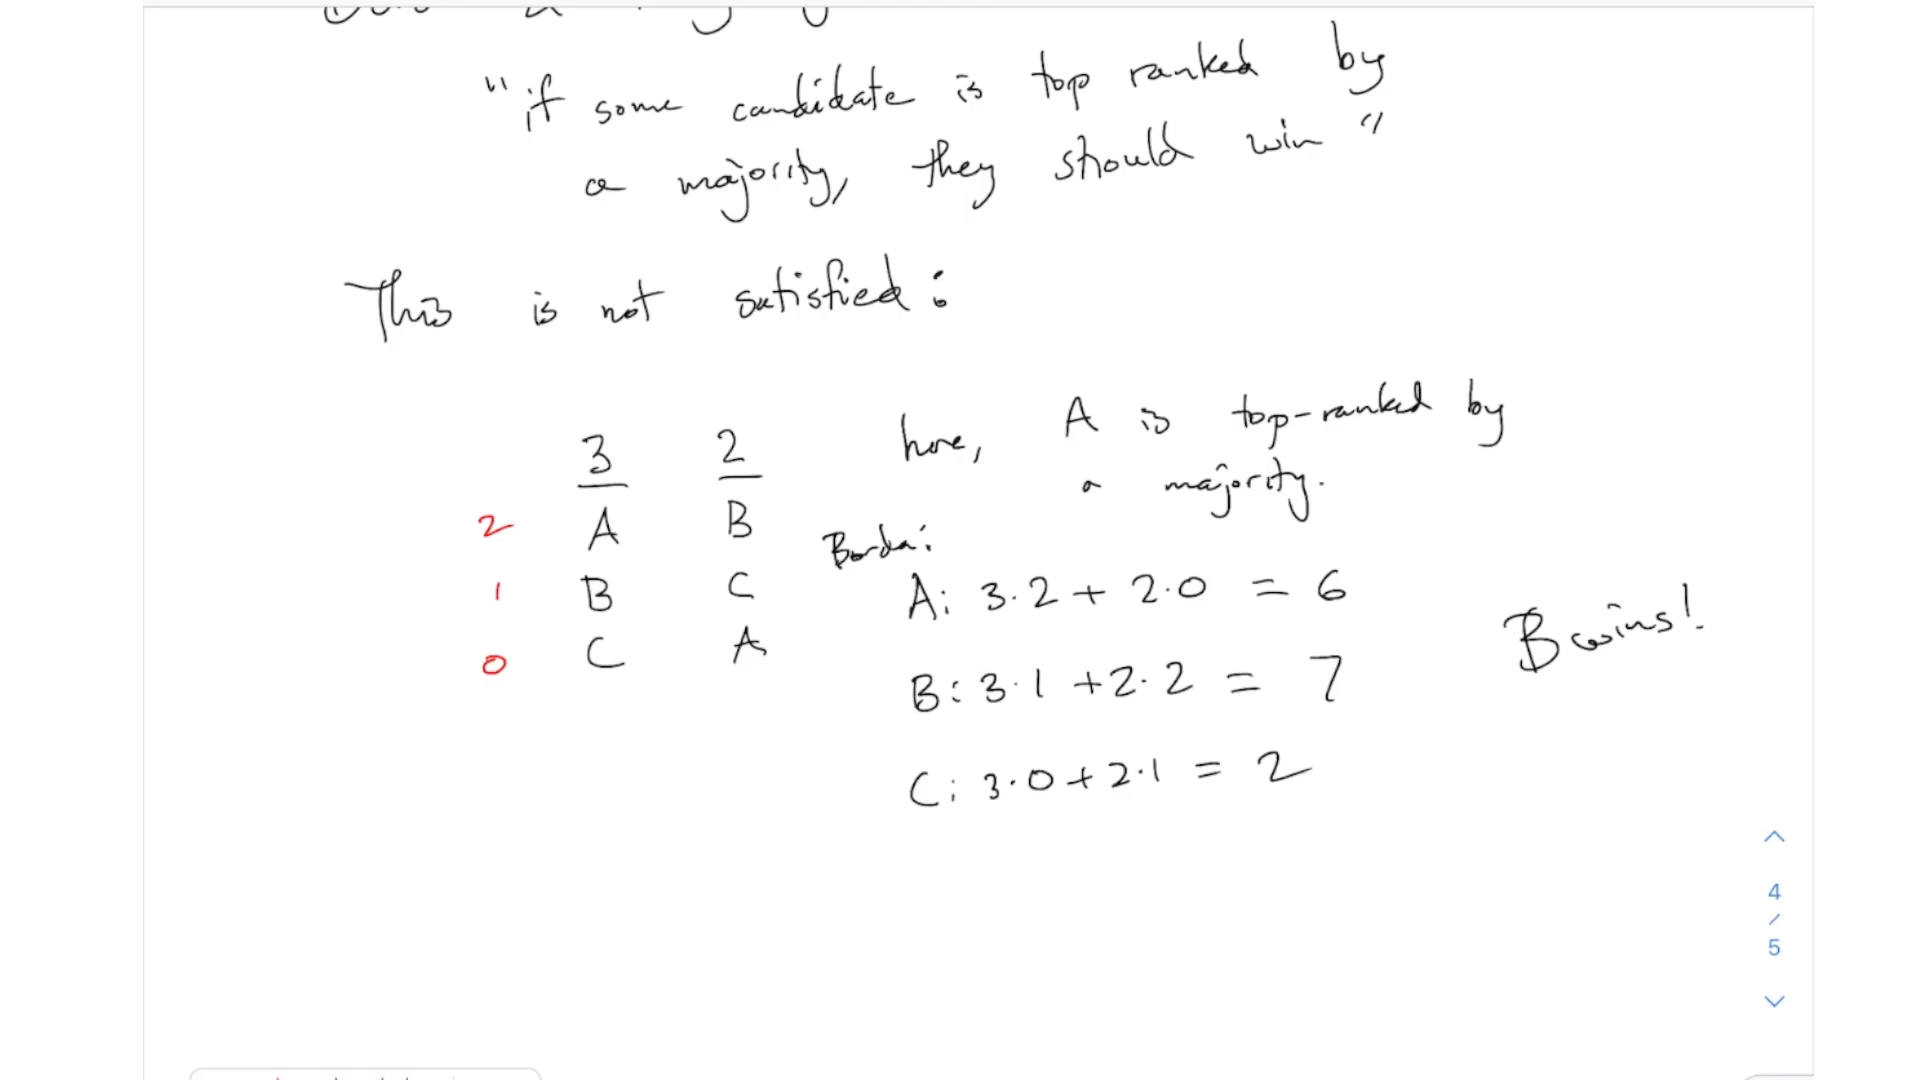 "if some candidate is top ranked by
a majority, they should win"
This is not satisfied:
3 2
here, A is top-ranked by
a majority.
2 A B
1 B C
0 C A
Borda:
A: 3·2 + 2·0 = 6
B: 3·1 + 2·2 = 7
C: 3·0 + 2·1 = 2
B wins!
4
/
5